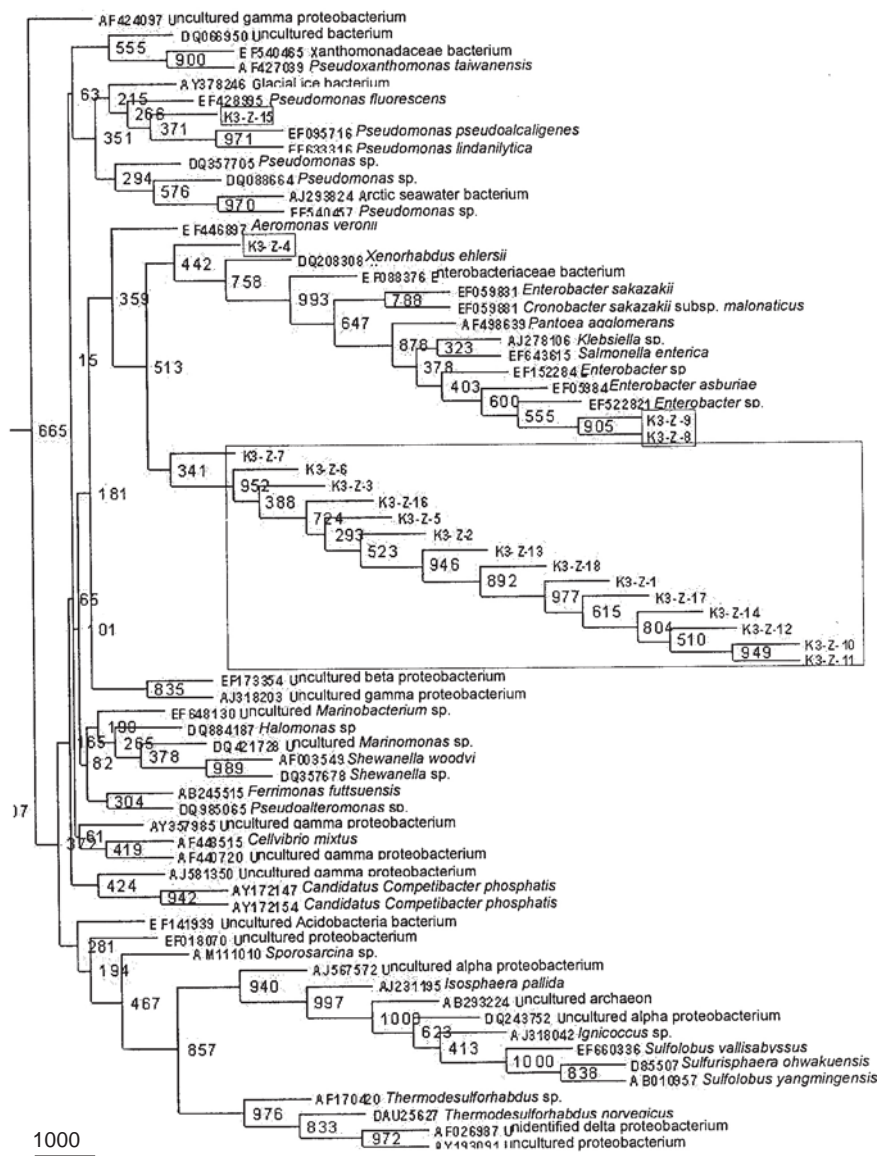 AF424097 Uncultured gamma proteobacterium
DQ066950 Uncultured bacterium
555
EF540465 Xanthomonadaceae bacterium
900
AF427039 Pseudoxanthomonas taiwanensis
AY378246 Glacial ice bacterium
63
215
EF428995 Pseudomonas fluorescens
266
K3-Z-15
351
371
EF095716 Pseudomonas pseudoalcaligenes
971
EF633316 Pseudomonas lindanilytica
DQ357705 Pseudomonas sp.
294
DQ088664 Pseudomonas sp.
576
AJ293824 Arctic seawater bacterium
970
EF540457 Pseudomonas sp.
EF446897 Aeromonas veronii
K3-Z-4
442
DQ208308 Xenorhabdus ehlersii
758
EF088376 Enterobacteriaceae bacterium
359
993
EF059831 Enterobacter sakazakii
788
EF059881 Cronobacter sakazakii subsp. malonaticus
647
AF498639 Pantoea agglomerans
15
878
AJ278106 Klebsiella sp.
323
513
EF643615 Salmonella enterica
378
EF152284 Enterobacter sp
403
EF05984 Enterobacter asburiae
600
EF522821 Enterobacter sp.
555
K3-Z-9
905
665
K3-Z-8
K3-Z-7
341
K3-Z-6
952
K3-Z-3
181
388
K3-Z-16
724
K3-Z-5
293
K3-Z-2
523
K3-Z-13
946
K3-Z-18
892
K3-Z-1
977
K3-Z-17
65
615
K3-Z-14
101
804
K3-Z-12
510
K3-Z-10
949
K3-Z-11
EF173354 Uncultured beta proteobacterium
835
AJ318203 Uncultured gamma proteobacterium
EF648130 Uncultured Marinobacterium sp.
190
DQ884187 Halomonas sp
165
265
DQ421728 Uncultured Marinomonas sp.
82
378
AF003549 Shewanella woodvi
989
DQ357678 Shewanella sp.
AB245515 Ferrimonas futtsuensis
304
07
DQ985065 Pseudoalteromonas sp.
AY357985 Uncultured gamma proteobacterium
61
372
AF448515 Cellvibrio mixtus
419
AF440720 Uncultured gamma proteobacterium
AJ581350 Uncultured gamma proteobacterium
424
AY172147 Candidatus Competibacter phosphatis
942
AY172154 Candidatus Competibacter phosphatis
EF141939 Uncultured Acidobacteria bacterium
281
EF018070 Uncultured proteobacterium
194
AM111010 Sporosarcina sp.
467
AJ567572 Uncultured alpha proteobacterium
940
AJ231195 Isosphaera pallida
997
AB293224 Uncultured archaeon
1000
DQ243752 Uncultured alpha proteobacterium
623
AJ318042 Ignicoccus sp.
857
413
EF660336 Sulfolobus vallisabyssus
1000
D85507 Sulfurisphaera ohwakuensis
838
AB010957 Sulfolobus yangmingensis
AF170420 Thermodesulforhabdus sp.
976
DAU25627 Thermodesulforhabdus norvegicus
833
AF026987 Unidentified delta proteobacterium
972
AY193091 Uncultured proteobacterium
1000